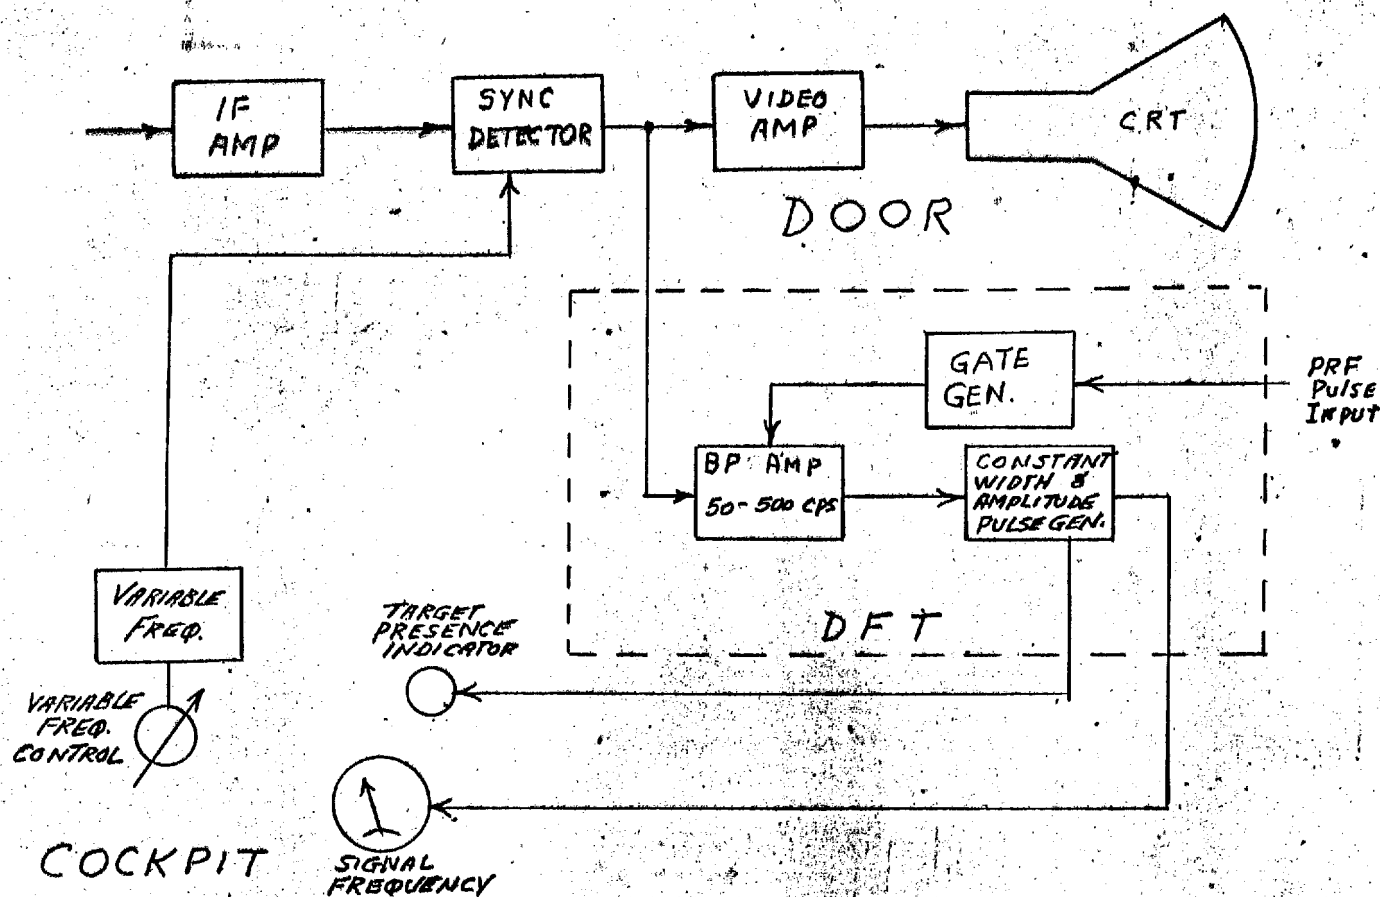 IF
AMP
SYNC
DETECTOR
VIDEO
AMP
CRT
DOOR
GATE
GEN.
PRF
Pulse
Input
BP AMP
50-500 CPS
CONSTANT
WIDTH &
AMPLITUDE
PULSE GEN.
DFT
VARIABLE
FREQ.
TARGET
PRESENCE
INDICATOR
VARIABLE
FREQ.
CONTROL
COCKPIT
SIGNAL
FREQUENCY